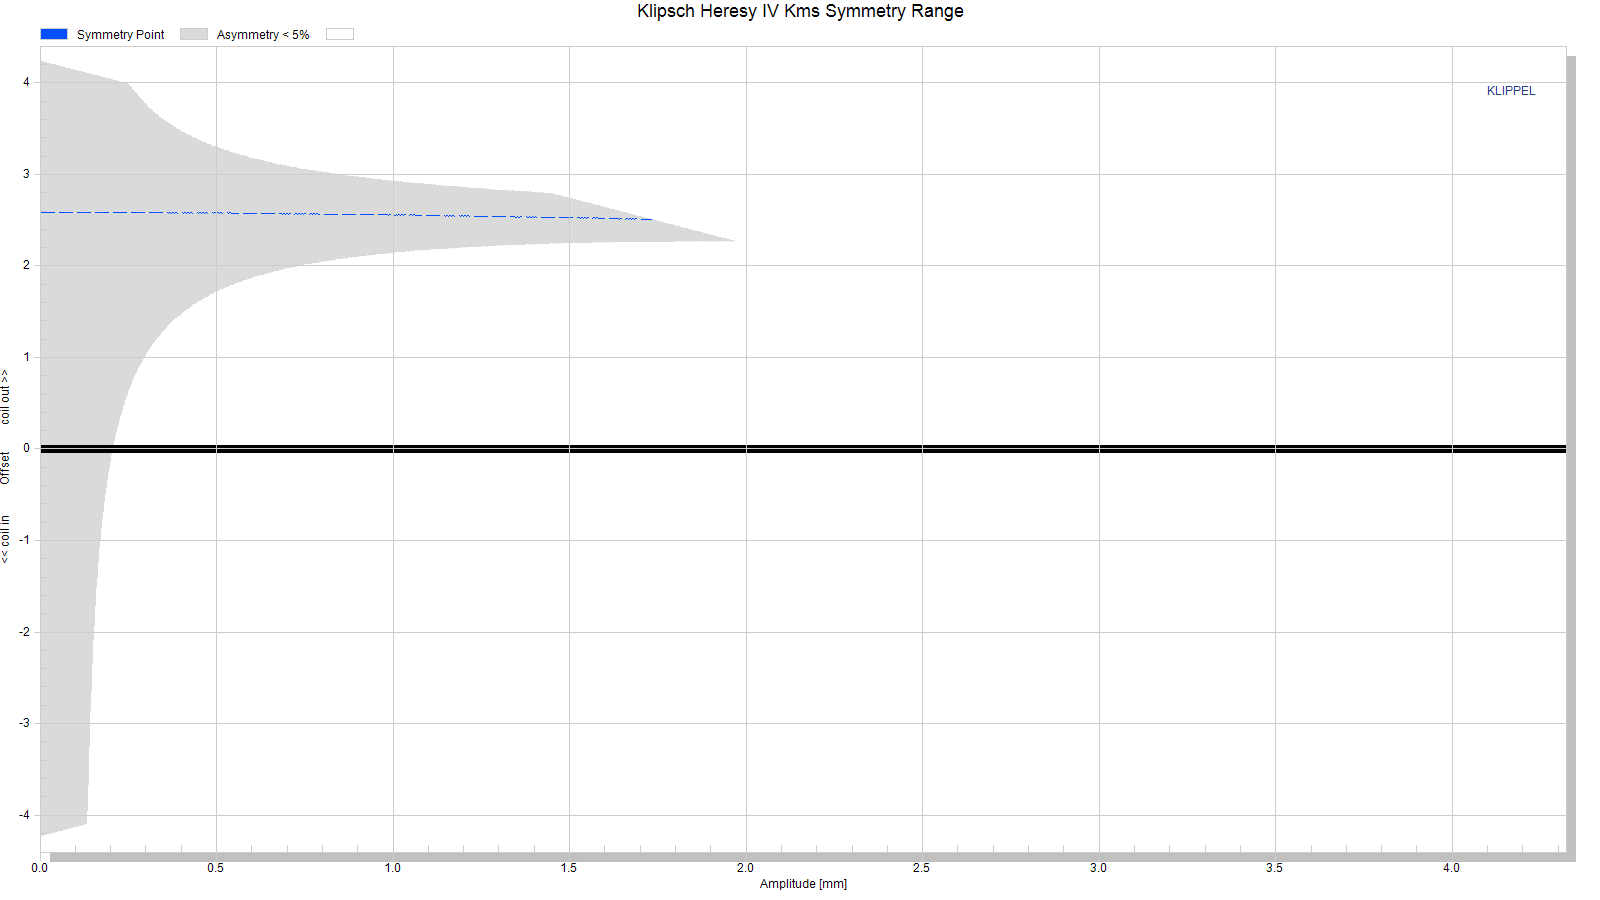 Klipsch Heresy IV Kms Symmetry Range
Symmetry Point
Asymmetry < 5%
KLIPPEL
4
3
2
1
0
-1
-2
-3
-4
<< coil in Offset coil out >>
0.0 0.5 1.0 1.5 2.0 2.5 3.0 3.5 4.0
Amplitude [mm]